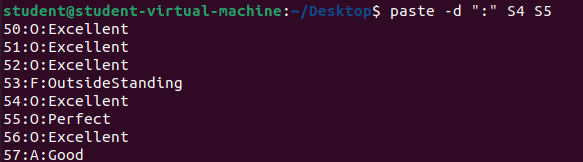 student@student-virtual-machine:~/Desktop$ paste -d ":" S4 S5
50:O:Excellent
51:O:Excellent
52:O:Excellent
53:F:OutsideStanding
54:O:Excellent
55:O:Perfect
56:O:Excellent
57:A:Good